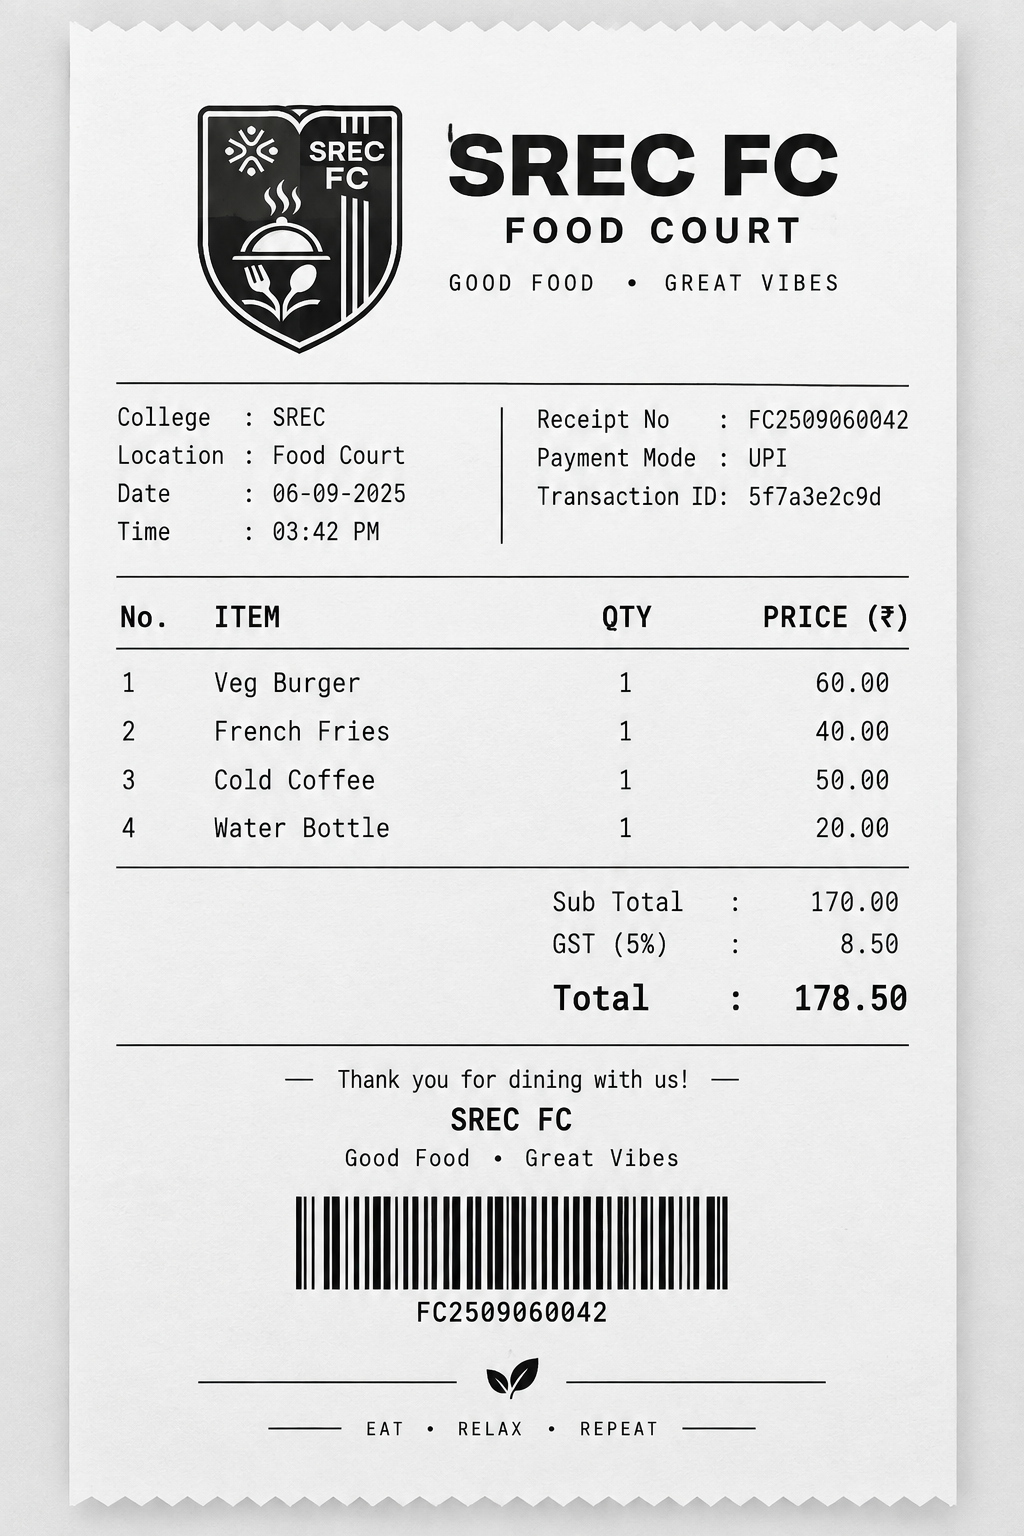 SREC
FC
SREC FC
FOOD COURT
GOOD FOOD • GREAT VIBES
College : SREC
Location : Food Court
Date : 06-09-2025
Time : 03:42 PM
Receipt No : FC2509060042
Payment Mode : UPI
Transaction ID: 5f7a3e2c9d
No. ITEM QTY PRICE (₹)
1 Veg Burger 1 60.00
2 French Fries 1 40.00
3 Cold Coffee 1 50.00
4 Water Bottle 1 20.00
Sub Total : 170.00
GST (5%) : 8.50
Total : 178.50
— Thank you for dining with us! —
SREC FC
Good Food • Great Vibes
FC2509060042
EAT • RELAX • REPEAT